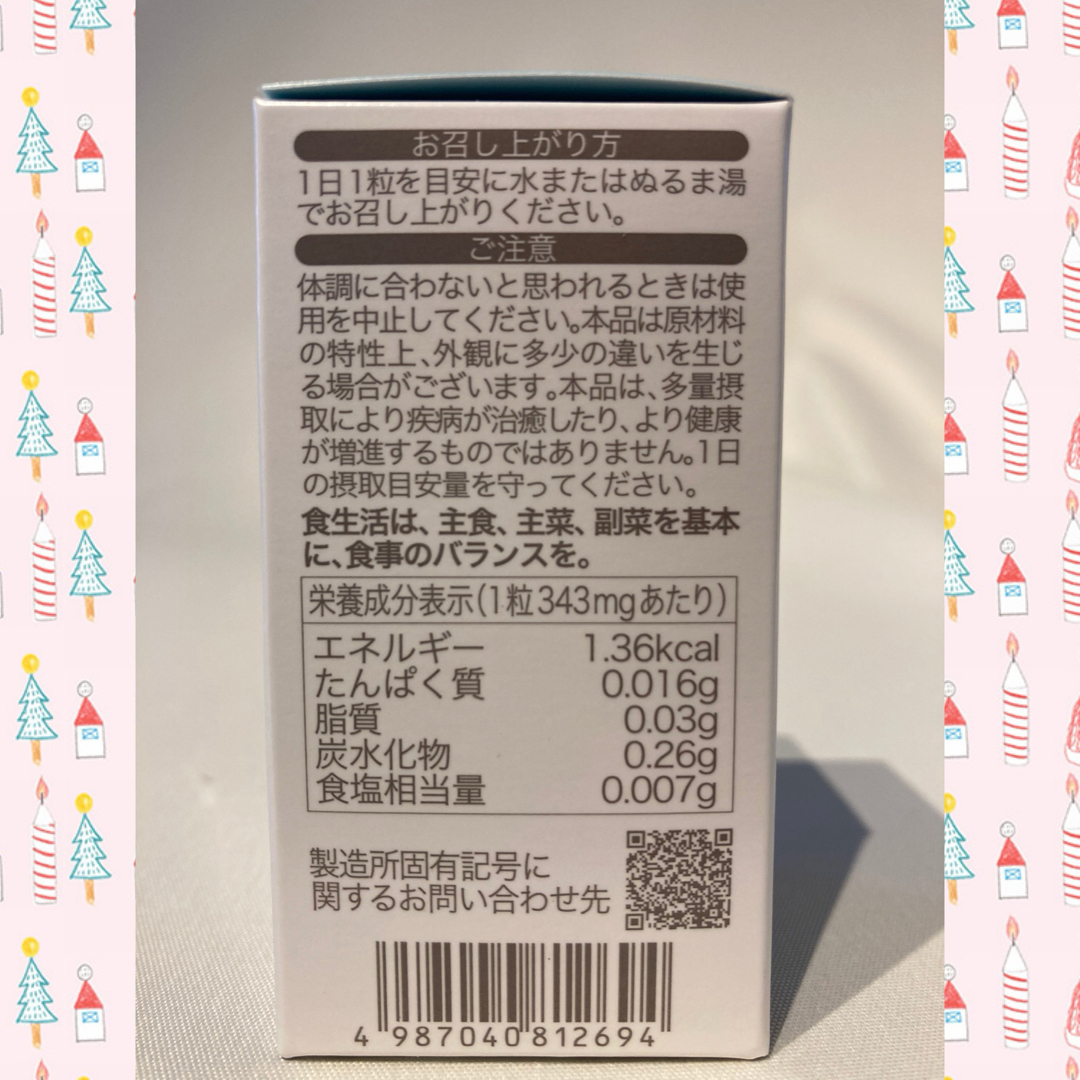 お召し上がり方
1日1粒を目安に水またはぬるま湯
でお召し上がりください。
ご注意
体調に合わないと思われるときは使
用を中止してください。本品は原材料
の特性上、外観に多少の違いを生じ
る場合がございます。本品は、多量摂
取により疾病が治癒したり、より健康
が増進するものではありません。1日
の摂取目安量を守ってください。
食生活は、主食、主菜、副菜を基本
に、食事のバランスを。
栄養成分表示(1粒343mgあたり)
エネルギー 1.36kcal
たんぱく質 0.016g
脂質 0.03g
炭水化物 0.26g
食塩相当量 0.007g
製造所固有記号に
関するお問い合わせ先
4 987040 812694